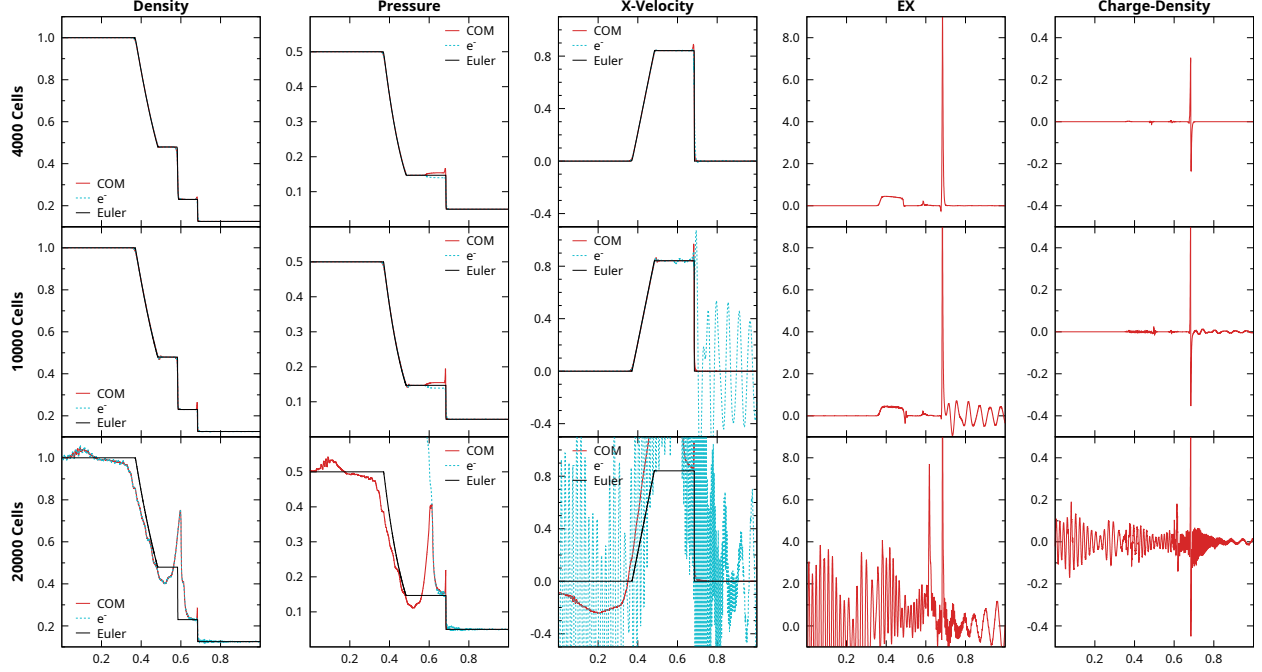 Density Pressure X-Velocity EX Charge-Density
4000 Cells
1.0
0.8
0.6
0.4
0.2
COM
e-
Euler
0.5
0.4
0.3
0.2
0.1
COM
e-
Euler
0.8
0.4
0.0
-0.4
COM
e-
Euler
8.0
6.0
4.0
2.0
0.0
0.4
0.2
0.0
-0.2
-0.4
10000 Cells
1.0
0.8
0.6
0.4
0.2
COM
e-
Euler
0.5
0.4
0.3
0.2
0.1
COM
e-
Euler
0.8
0.4
0.0
-0.4
COM
e-
Euler
8.0
6.0
4.0
2.0
0.0
0.4
0.2
0.0
-0.2
-0.4
20000 Cells
1.0
0.8
0.6
0.4
0.2
COM
e-
Euler
0.5
0.4
0.3
0.2
0.1
COM
e-
Euler
0.8
0.4
0.0
-0.4
COM
e-
Euler
8.0
6.0
4.0
2.0
0.0
0.4
0.2
0.0
-0.2
-0.4
0.2 0.4 0.6 0.8 0.2 0.4 0.6 0.8 0.2 0.4 0.6 0.8 0.2 0.4 0.6 0.8 0.2 0.4 0.6 0.8